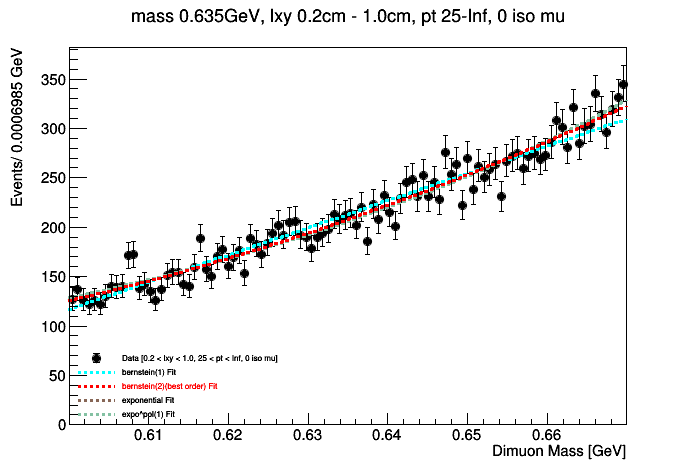 mass 0.635GeV, lxy 0.2cm - 1.0cm, pt 25-Inf, 0 iso mu
Events/ 0.0006985 GeV
350
300
250
200
150
100
50
0
Data [0.2 < lxy < 1.0, 25 < pt < Inf, 0 iso mu]
bernstein(1) Fit
bernstein(2)(best order) Fit
exponential Fit
expo*pol(1) Fit
0.61 0.62 0.63 0.64 0.65 0.66
Dimuon Mass [GeV]